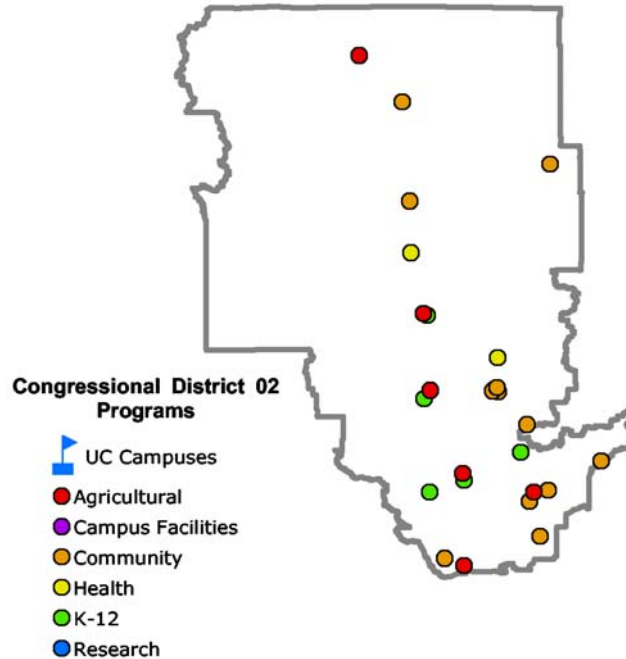 Congressional District 02
Programs
UC Campuses
Agricultural
Campus Facilities
Community
Health
K-12
Research